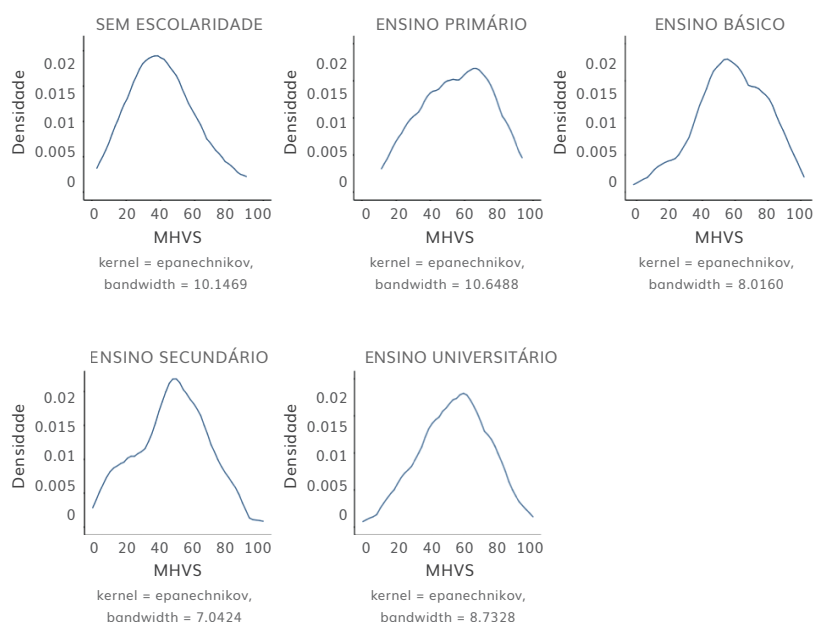 SEM ESCOLARIDADE
Densidade
0.02
0.015
0.01
0.005
0
0 20 40 60 80 100
MHVS
kernel = epanechnikov,
bandwidth = 10.1469
ENSINO PRIMÁRIO
Densidade
0.02
0.015
0.01
0.005
0
0 20 40 60 80 100
MHVS
kernel = epanechnikov,
bandwidth = 10.6488
ENSINO BÁSICO
Densidade
0.02
0.015
0.01
0.005
0
0 20 40 60 80 100
MHVS
kernel = epanechnikov,
bandwidth = 8.0160
ENSINO SECUNDÁRIO
Densidade
0.02
0.015
0.01
0.005
0
0 20 40 60 80 100
MHVS
kernel = epanechnikov,
bandwidth = 7.0424
ENSINO UNIVERSITÁRIO
Densidade
0.02
0.015
0.01
0.005
0
0 20 40 60 80 100
MHVS
kernel = epanechnikov,
bandwidth = 8.7328